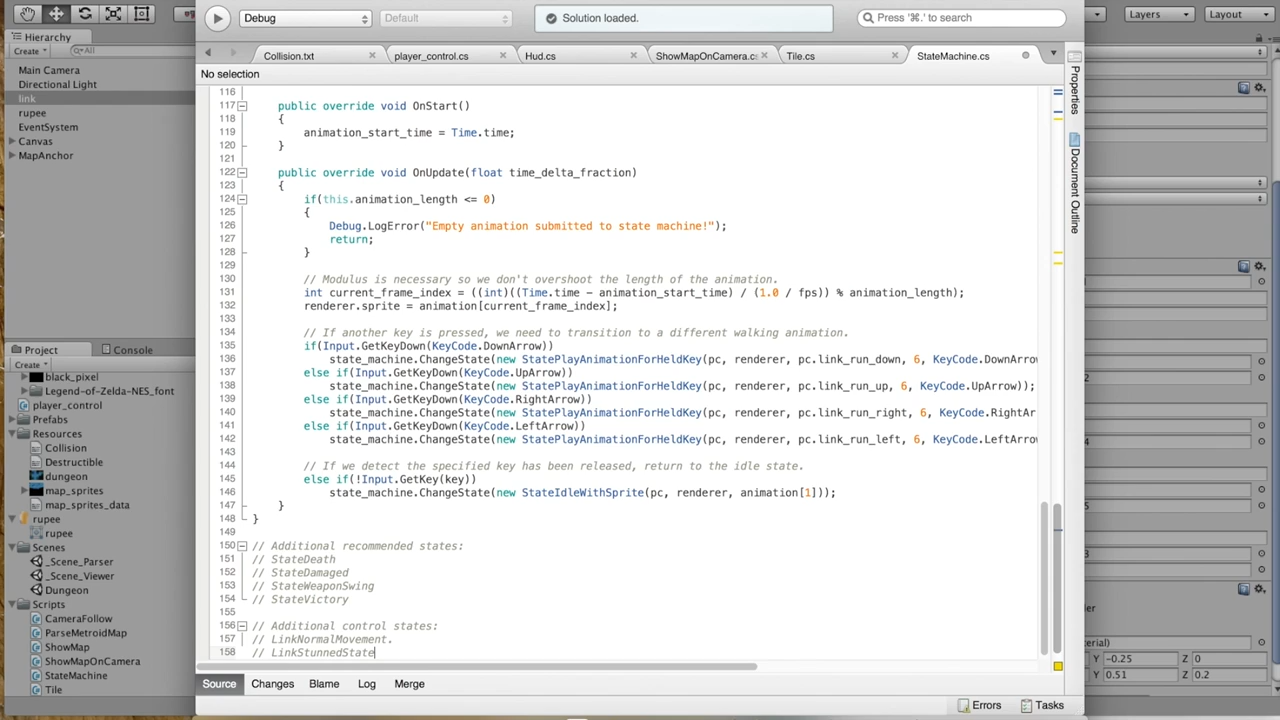 Debug
Default
Solution loaded.
Press '⌘.' to search
Layers
Layout
Hierarchy
Create
All
Main Camera
Directional Light
link
rupee
EventSystem
Canvas
MapAnchor
Project
Console
Create
black_pixel
Legend-of-Zelda-NES_font
player_control
Prefabs
Resources
Collision
Destructible
dungeon
map_sprites
map_sprites_data
rupee
rupee
Scenes
_Scene_Parser
_Scene_Viewer
Dungeon
Scripts
CameraFollow
ParseMetroidMap
ShowMap
ShowMapOnCamera
StateMachine
Tile
Collision.txt
player_control.cs
Hud.cs
ShowMapOnCamera.cs
Tile.cs
StateMachine.cs
No selection
116
117 public override void OnStart()
118 {
119 animation_start_time = Time.time;
120 }
121
122 public override void OnUpdate(float time_delta_fraction)
123 {
124 if(this.animation_length <= 0)
125 {
126 Debug.LogError("Empty animation submitted to state machine!");
127 return;
128 }
129
130 // Modulus is necessary so we don't overshoot the length of the animation.
131 int current_frame_index = ((int)((Time.time - animation_start_time) / (1.0 / fps)) % animation_length);
132 renderer.sprite = animation[current_frame_index];
133
134 // If another key is pressed, we need to transition to a different walking animation.
135 if(Input.GetKeyDown(KeyCode.DownArrow))
136 state_machine.ChangeState(new StatePlayAnimationForHeldKey(pc, renderer, pc.link_run_down, 6, KeyCode.DownArrow
137 else if(Input.GetKeyDown(KeyCode.UpArrow))
138 state_machine.ChangeState(new StatePlayAnimationForHeldKey(pc, renderer, pc.link_run_up, 6, KeyCode.UpArrow));
139 else if(Input.GetKeyDown(KeyCode.RightArrow))
140 state_machine.ChangeState(new StatePlayAnimationForHeldKey(pc, renderer, pc.link_run_right, 6, KeyCode.RightAr
141 else if(Input.GetKeyDown(KeyCode.LeftArrow))
142 state_machine.ChangeState(new StatePlayAnimationForHeldKey(pc, renderer, pc.link_run_left, 6, KeyCode.LeftArrow
143
144 // If we detect the specified key has been released, return to the idle state.
145 else if(!Input.GetKey(key))
146 state_machine.ChangeState(new StateIdleWithSprite(pc, renderer, animation[1]));
147 }
148 }
149
150 // Additional recommended states:
151 // StateDeath
152 // StateDamaged
153 // StateWeaponSwing
154 // StateVictory
155
156 // Additional control states:
157 // LinkNormalMovement.
158 // LinkStunnedState
Source
Changes
Blame
Log
Merge
Errors
Tasks
Properties
Document Outline
Y -0.25 Z 0
Y 0.51 Z 0.2